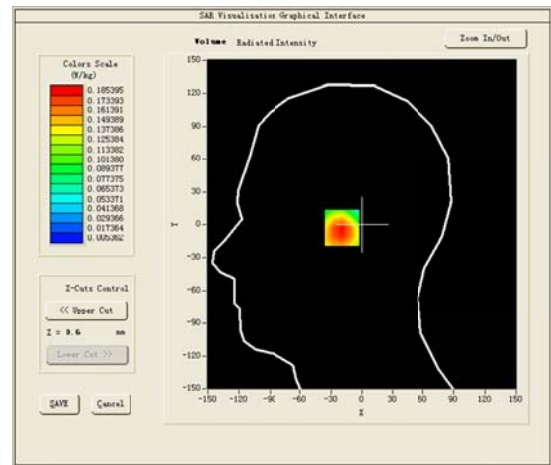 SAR Visualization Graphical Interface
Volume Radiated Intensity
Zoom In/Out
Colors Scale
(W/kg)
0.185395
0.173393
0.161391
0.149389
0.137386
0.125384
0.113382
0.101380
0.089377
0.077375
0.065373
0.053371
0.041368
0.029366
0.017364
0.005362
Z-Cuts Control
<< Upper Cut
Z = 0.6 mm
Lower Cut >>
SAVE
Cancel
150
120
90
60
30
0
-30
-60
-90
-120
-150
Y
-150 -120 -90 -60 -30 0 30 60 90 120 150
X